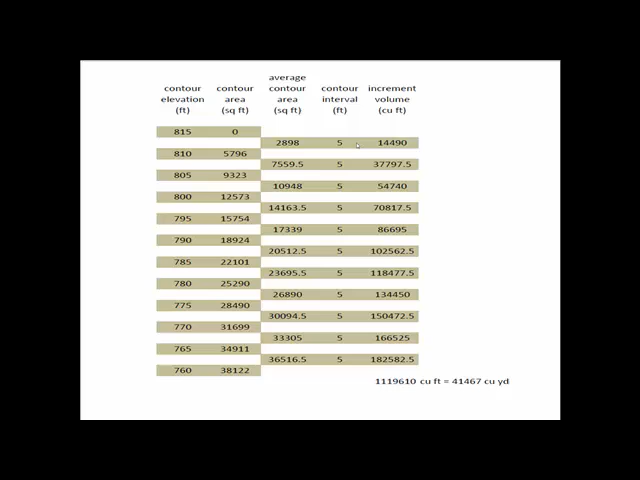 contour elevation (ft) contour area (sq ft) average contour area (sq ft) contour interval (ft) increment volume (cu ft)
815 0
2898 5 14490
810 5796
7559.5 5 37797.5
805 9323
10948 5 54740
800 12573
14163.5 5 70817.5
795 15754
17339 5 86695
790 18924
20512.5 5 102562.5
785 22101
23695.5 5 118477.5
780 25290
26890 5 134450
775 28490
30094.5 5 150472.5
770 31699
33305 5 166525
765 34911
36516.5 5 182582.5
760 38122
1119610 cu ft = 41467 cu yd